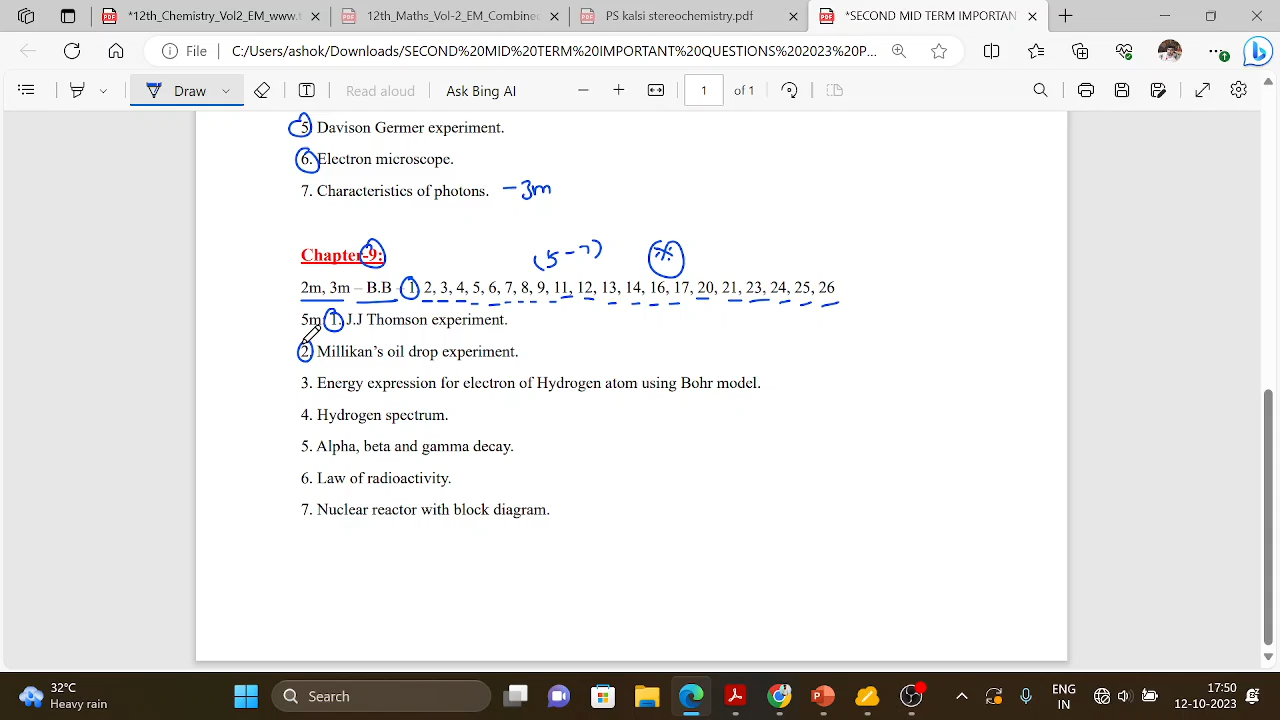 *12th_Chemistry_Vol2_EM_www.t
12th_Maths_Vol-2_EM_Combine
PS kalsi stereochemistry.pdf
*SECOND MID TERM IMPORTANT
File C:/Users/ashok/Downloads/SECOND%20MID%20TERM%20IMPORTANT%20QUESTIONS%202023%20P...
Draw Read aloud Ask Bing AI 1 of 1
5. Davison Germer experiment.
6. Electron microscope.
7. Characteristics of photons. -3m
(5-7)
Chapter-9:
2m, 3m – B.B – 1, 2, 3, 4, 5, 6, 7, 8, 9, 11, 12, 13, 14, 16, 17, 20, 21, 23, 24, 25, 26
5m 1. J.J Thomson experiment.
2. Millikan's oil drop experiment.
3. Energy expression for electron of Hydrogen atom using Bohr model.
4. Hydrogen spectrum.
5. Alpha, beta and gamma decay.
6. Law of radioactivity.
7. Nuclear reactor with block diagram.
32°C
Heavy rain
Search
ENG
IN
17:50
12-10-2023